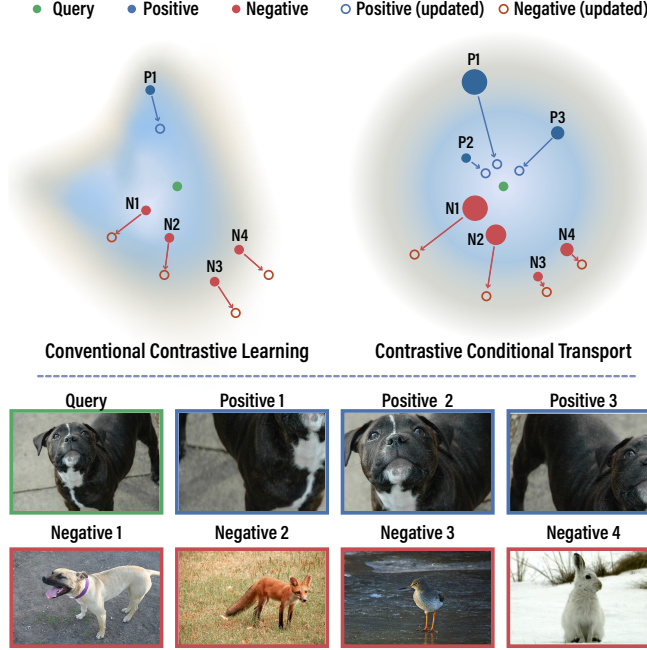 Query Positive Negative Positive (updated) Negative (updated)
P1
N1
N2
N3
N4
P1
P2
P3
N1
N2
N3
N4
Conventional Contrastive Learning
Contrastive Conditional Transport
Query Positive 1 Positive 2 Positive 3
Negative 1 Negative 2 Negative 3 Negative 4